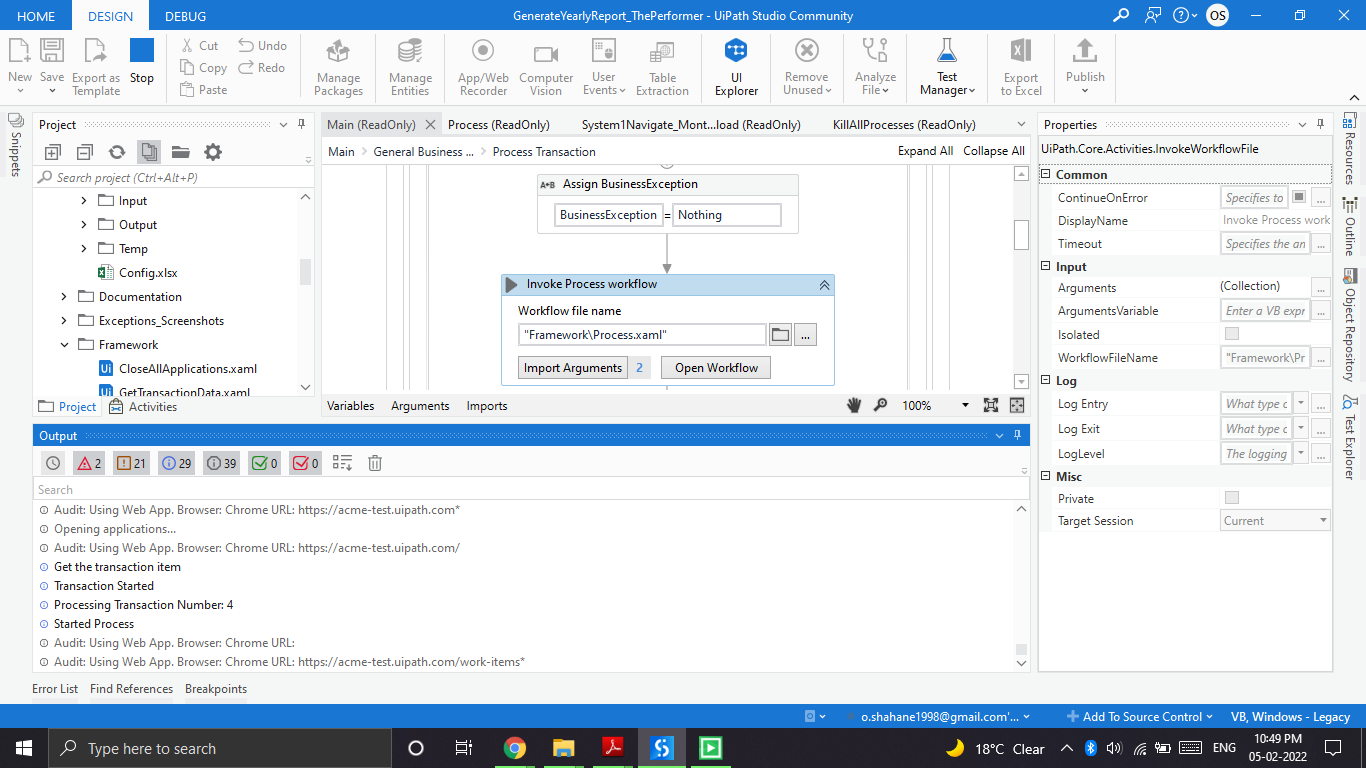 HOME DESIGN DEBUG GenerateYearlyReport_ThePerformer - UiPath Studio Community OS
New Save Export as Template Stop
Cut Copy Paste Undo Redo
Manage Packages Manage Entities App/Web Recorder Computer Vision User Events Table Extraction UI Explorer Remove Unused Analyze File Test Manager Export to Excel Publish
Snippets
Project
Search project (Ctrl+Alt+P)
Input
Output
Temp
Config.xlsx
Documentation
Exceptions_Screenshots
Framework
CloseAllApplications.xaml
GetTransactionData.xaml
Project Activities
Main (ReadOnly) Process (ReadOnly) System1Navigate_Mont...load (ReadOnly) KillAllProcesses (ReadOnly)
Main General Business ... Process Transaction Expand All Collapse All
A+B Assign BusinessException
BusinessException = Nothing
Invoke Process workflow
Workflow file name
"Framework\Process.xaml" ...
Import Arguments 2 Open Workflow
Variables Arguments Imports 100%
Properties
UiPath.Core.Activities.InvokeWorkflowFile
Common
ContinueOnError Specifies to ...
DisplayName Invoke Process work
Timeout Specifies the an ...
Input
Arguments (Collection) ...
ArgumentsVariable Enter a VB expr ...
Isolated
WorkflowFileName "Framework\Pr ...
Log
Log Entry What type c ...
Log Exit What type c ...
LogLevel The logging ...
Misc
Private
Target Session Current
Resources
Outline
Object Repository
Test Explorer
Output
2 21 29 39 0 0
Search
Audit: Using Web App. Browser: Chrome URL: https://acme-test.uipath.com*
Opening applications...
Audit: Using Web App. Browser: Chrome URL: https://acme-test.uipath.com/
Get the transaction item
Transaction Started
Processing Transaction Number: 4
Started Process
Audit: Using Web App. Browser: Chrome URL:
Audit: Using Web App. Browser: Chrome URL: https://acme-test.uipath.com/work-items*
Error List Find References Breakpoints
o.shahane1998@gmail.com'... Add To Source Control VB, Windows - Legacy
Type here to search 18°C Clear ENG 10:49 PM
05-02-2022